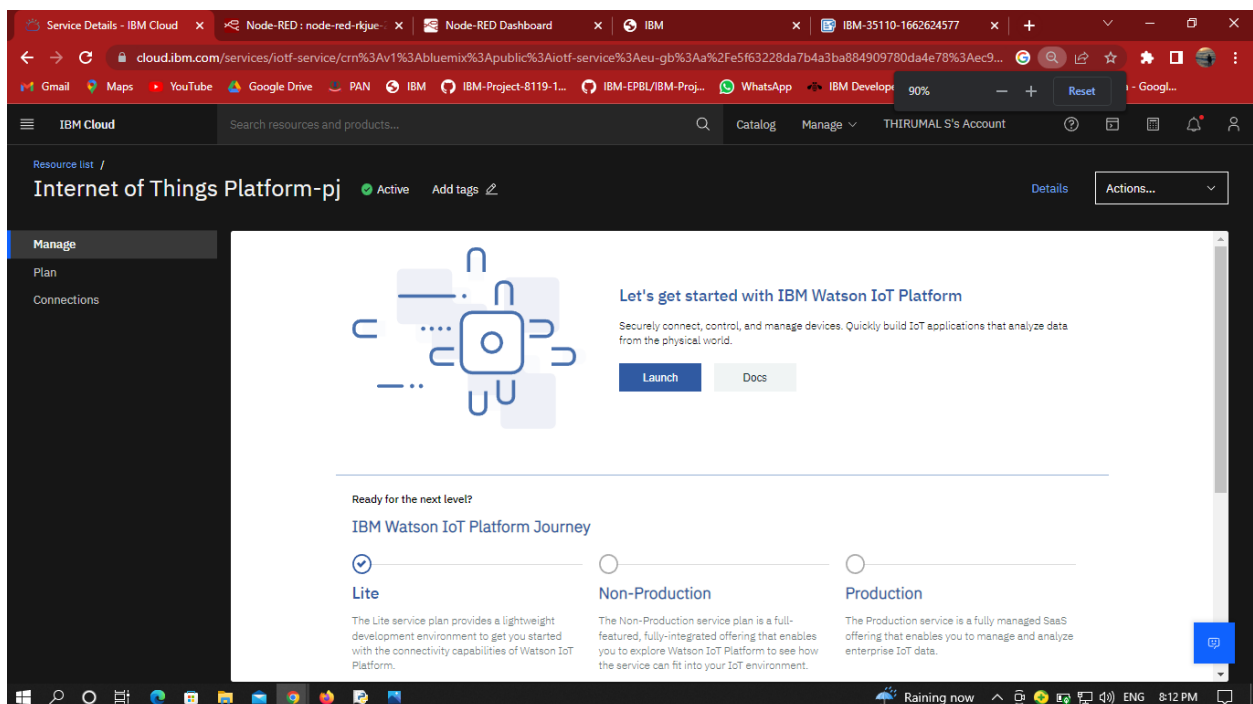 Service Details - IBM Cloud
Node-RED : node-red-rkjue-
Node-RED Dashboard
IBM
IBM-35110-1662624577
cloud.ibm.com/services/iotf-service/crn%3Av1%3Abluemix%3Apublic%3Aiotf-service%3Aeu-gb%3Aa%2Fe5f63228da7b4a3ba884909780da4e78%3Aec9...
Gmail Maps YouTube Google Drive PAN IBM IBM-Project-8119-1... IBM-EPBL/IBM-Proj... WhatsApp IBM Develope - Googl...
90% Reset
IBM Cloud Search resources and products... Catalog Manage THIRUMAL S's Account
Resource list /
Internet of Things Platform-pj Active Add tags Details Actions...
Manage
Plan
Connections
Let's get started with IBM Watson IoT Platform
Securely connect, control, and manage devices. Quickly build IoT applications that analyze data
from the physical world.
Launch Docs
Ready for the next level?
IBM Watson IoT Platform Journey
Lite
The Lite service plan provides a lightweight
development environment to get you started
with the connectivity capabilities of Watson IoT
Platform.
Non-Production
The Non-Production service plan is a full-
featured, fully-integrated offering that enables
you to explore Watson IoT Platform to see how
the service can fit into your IoT environment.
Production
The Production service is a fully managed SaaS
offering that enables you to manage and analyze
enterprise IoT data.
Raining now ENG 8:12 PM